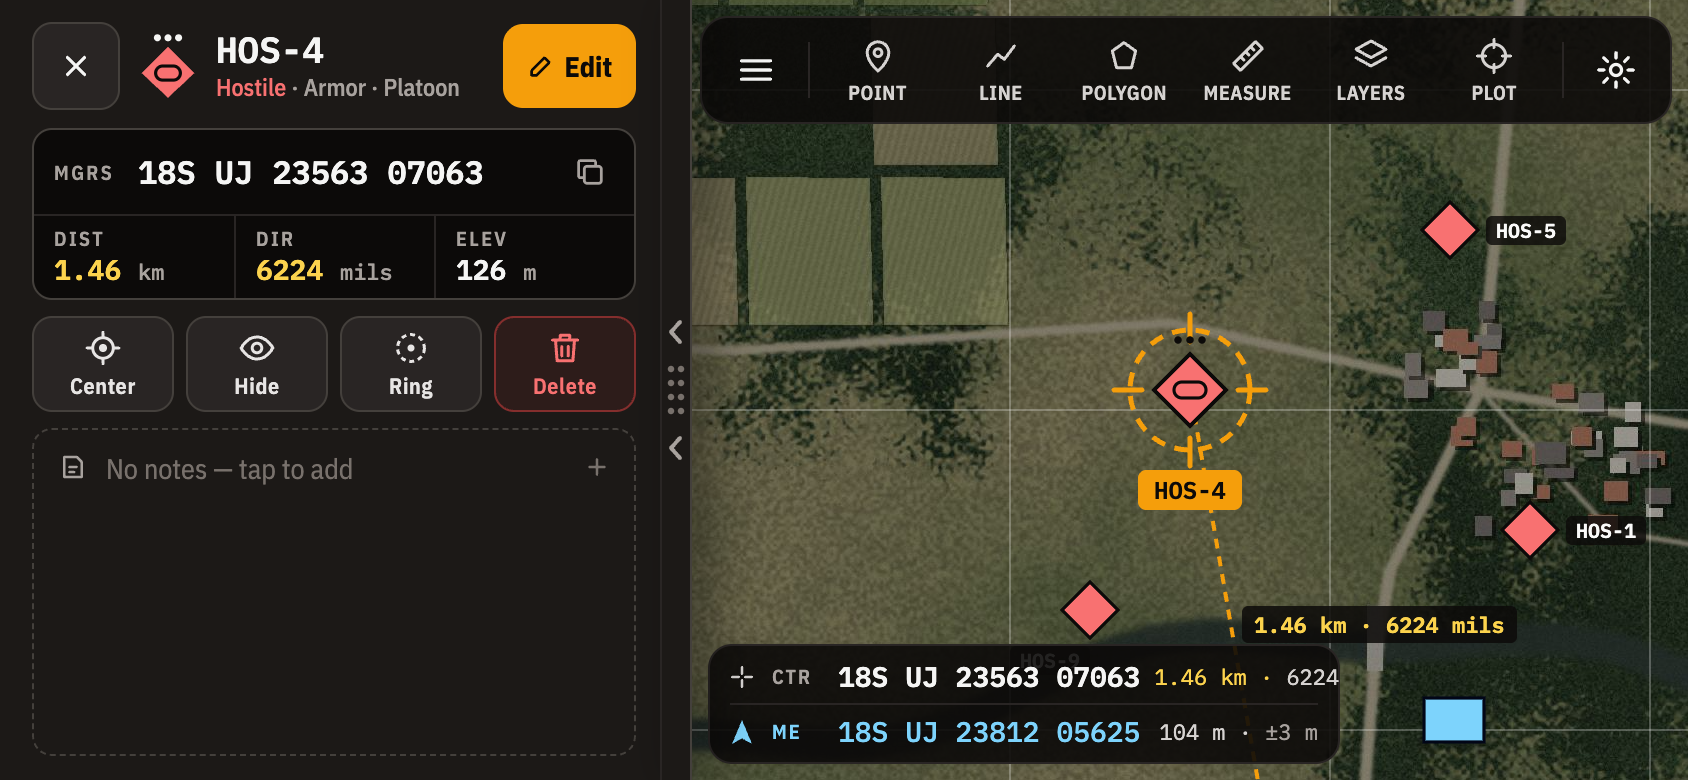 HOS-4
Hostile · Armor · Platoon
Edit
MGRS 18S UJ 23563 07063
DIST DIR ELEV
1.46 km 6224 mils 126 m
Center Hide Ring Delete
No notes — tap to add
POINT LINE POLYGON MEASURE LAYERS PLOT
HOS-5
HOS-4
HOS-1
1.46 km · 6224 mils
HOS-9
CTR 18S UJ 23563 07063 1.46 km · 6224
ME 18S UJ 23812 05625 104 m · ±3 m